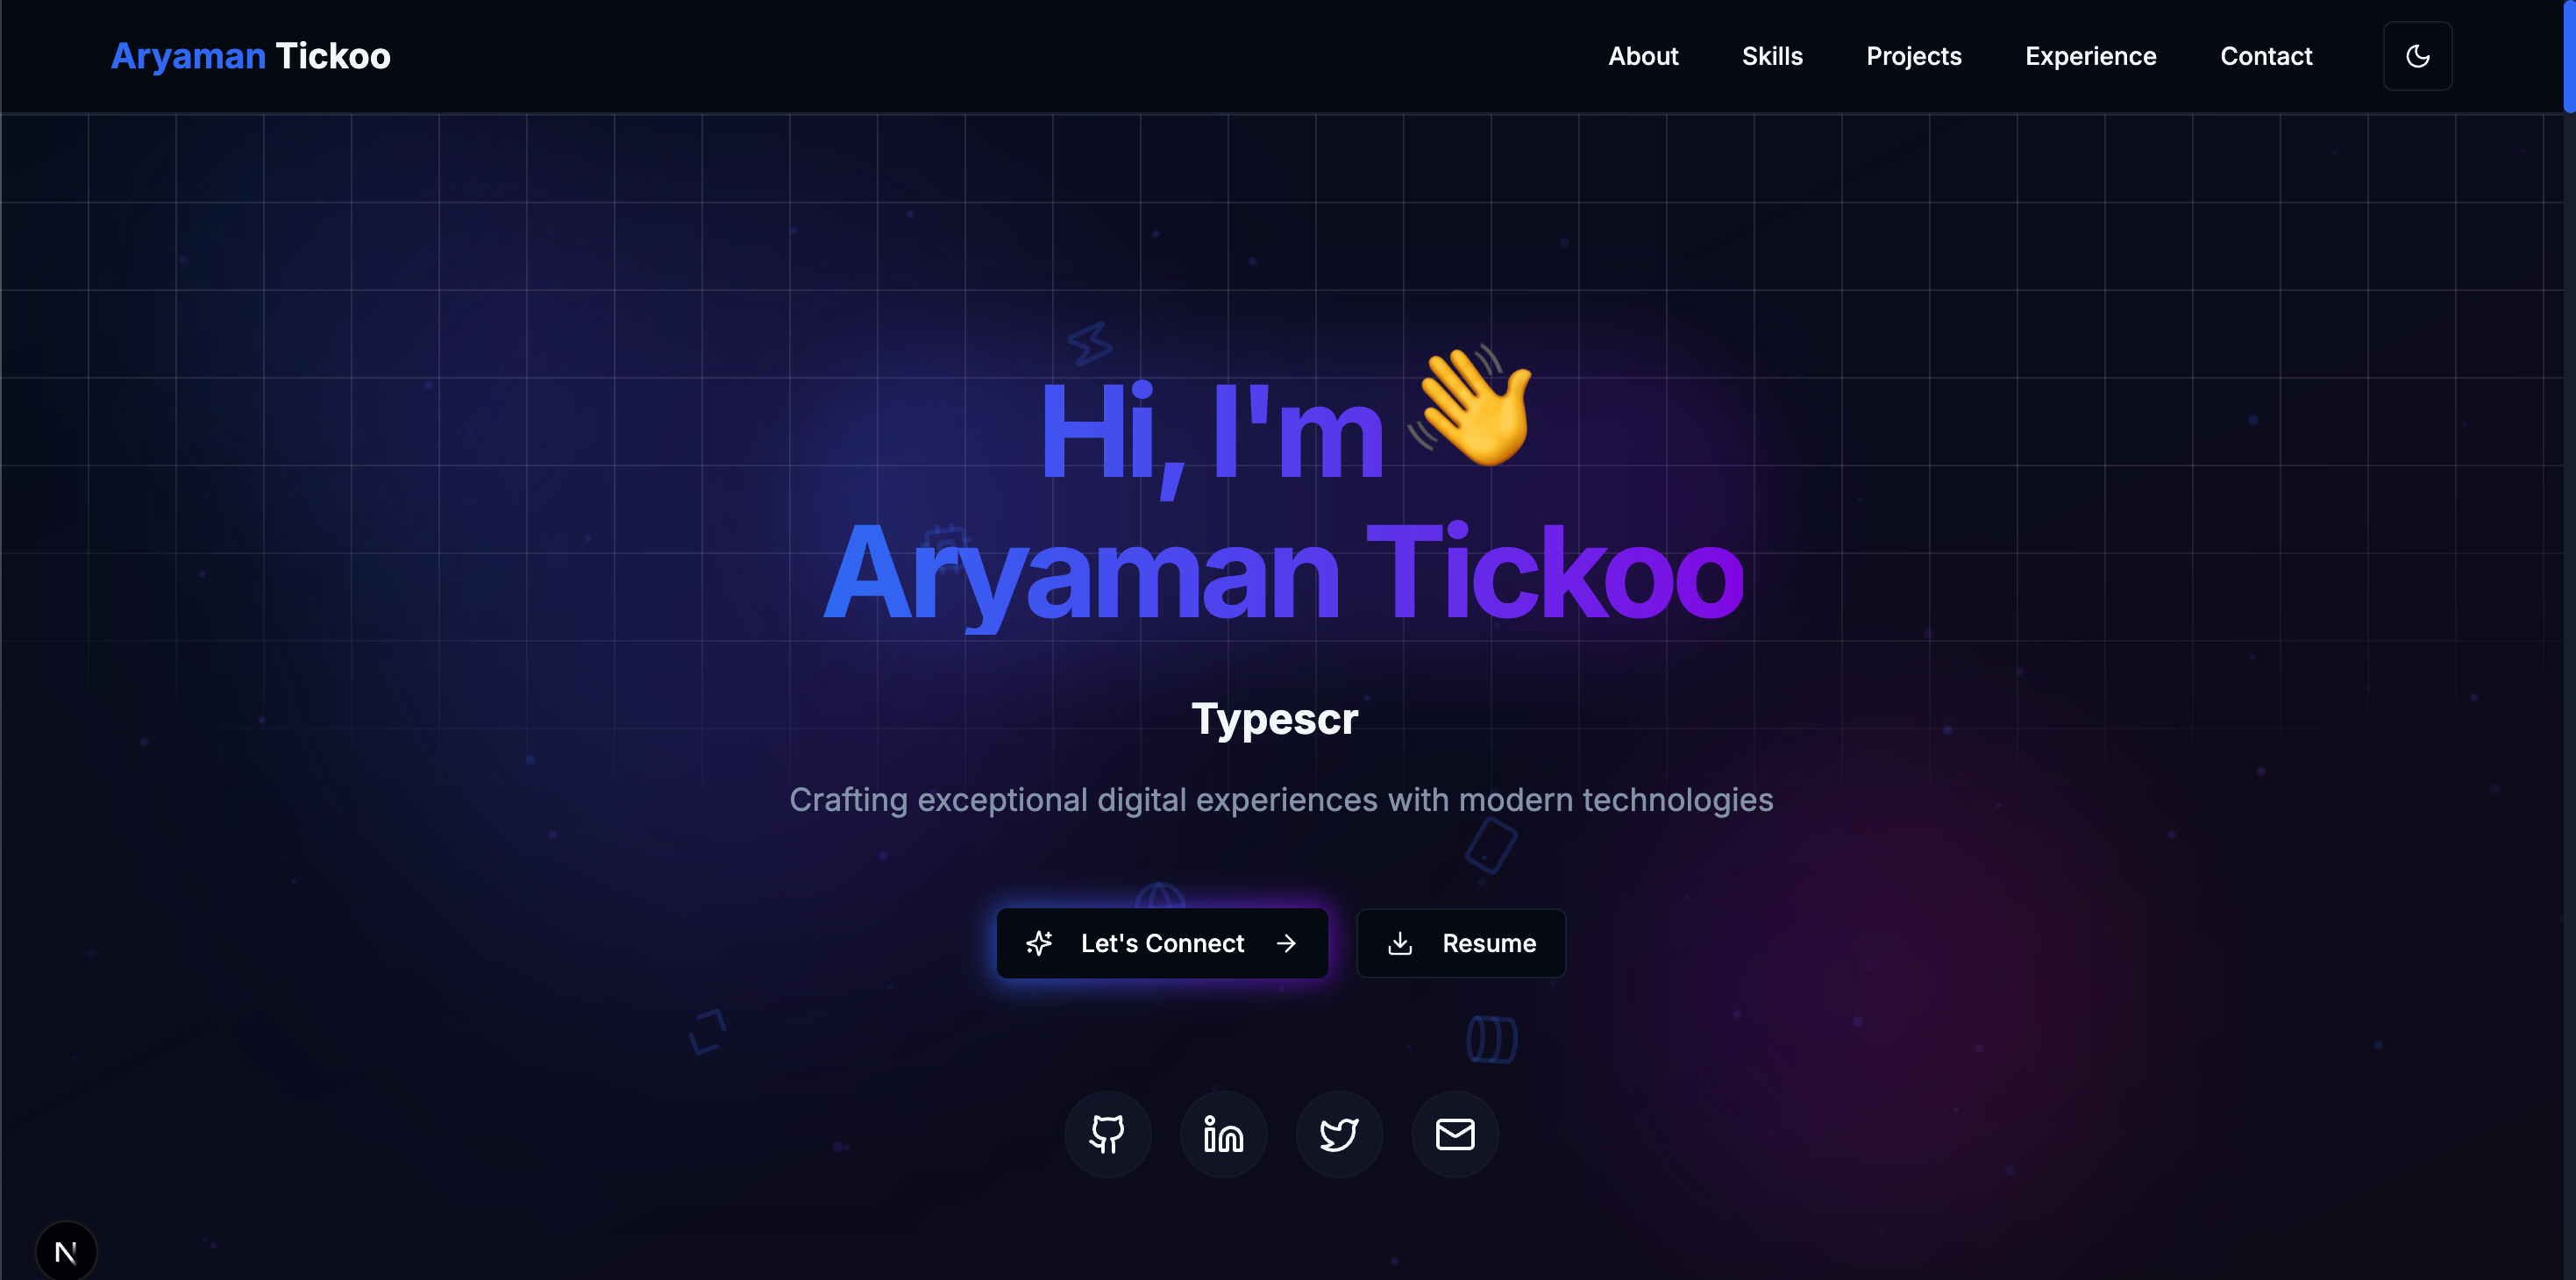 Aryaman Tickoo
About
Skills
Projects
Experience
Contact
Hi, I'm 👋
Aryaman Tickoo
Typescr
Crafting exceptional digital experiences with modern technologies
Let's Connect
Resume
N